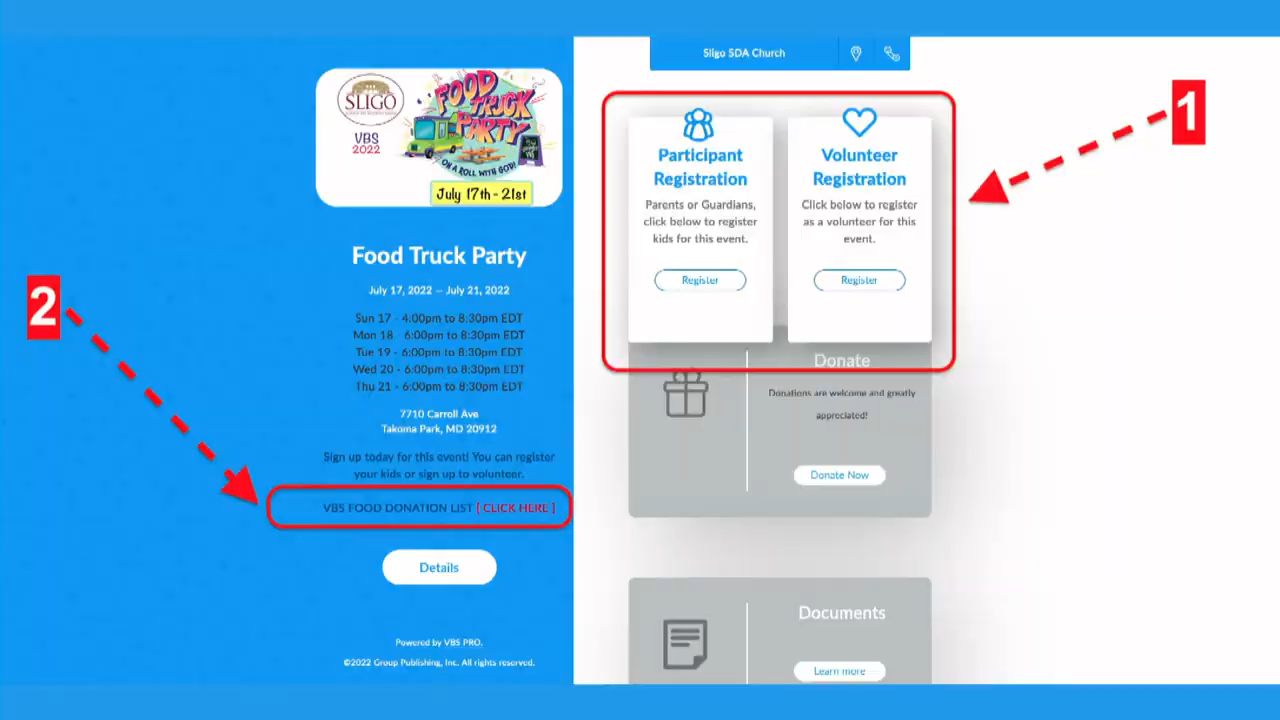 SLIGO
VBS
2022
FOOD
TRUCK
PARTY
ON A ROLL WITH GOD!
July 17th - 21st
Food Truck Party
July 17, 2022 – July 21, 2022
Sun 17 - 4:00pm to 8:30pm EDT
Mon 18 - 6:00pm to 8:30pm EDT
Tue 19 - 6:00pm to 8:30pm EDT
Wed 20 - 6:00pm to 8:30pm EDT
Thu 21 - 6:00pm to 8:30pm EDT
7710 Carroll Ave
Takoma Park, MD 20912
Sign up today for this event! You can register
your kids or sign up to volunteer.
2
VBS FOOD DONATION LIST [ CLICK HERE ]
Details
Powered by VBS PRO.
©2022 Group Publishing, Inc. All rights reserved.
Sligo SDA Church
1
Participant
Registration
Parents or Guardians,
click below to register
kids for this event.
Register
Volunteer
Registration
Click below to register
as a volunteer for this
event.
Register
Donate
Donations are welcome and greatly
appreciated!
Donate Now
Documents
Learn more